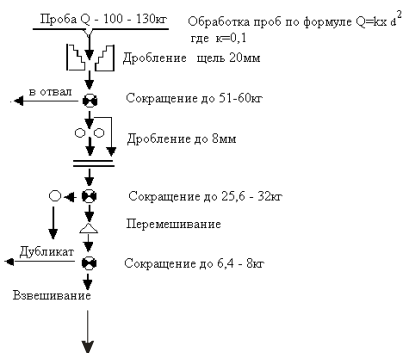 Проба Q - 100 - 130кг
Обработка проб по формуле Q=kx d²
где к=0,1
Дробление щель 20мм
в отвал
Сокращение до 51-60кг
Дробление до 8мм
Сокращение до 25,6 - 32кг
Перемешивание
Дубликат
Сокращение до 6,4 - 8кг
Взвешивание